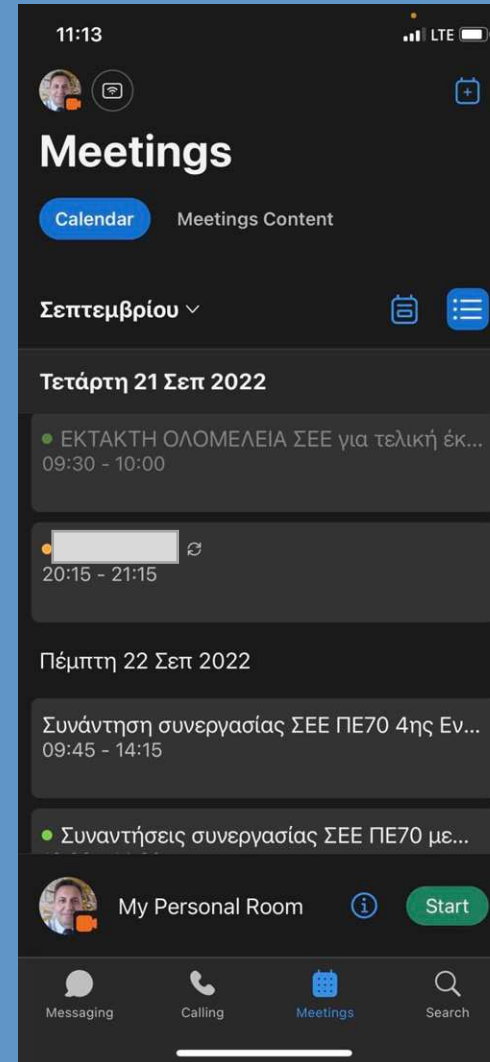 11:13
LTE
Meetings
Calendar Meetings Content
Σεπτεμβρίου
Τετάρτη 21 Σεπ 2022
ΕΚΤΑΚΤΗ ΟΛΟΜΕΛΕΙΑ ΣΕΕ για τελική έκ...
09:30 - 10:00
20:15 - 21:15
Πέμπτη 22 Σεπ 2022
Συνάντηση συνεργασίας ΣΕΕ ΠΕ70 4ης Εν...
09:45 - 14:15
Συναντήσεις συνεργασίας ΣΕΕ ΠΕ70 με...
My Personal Room Start
Messaging Calling Meetings Search